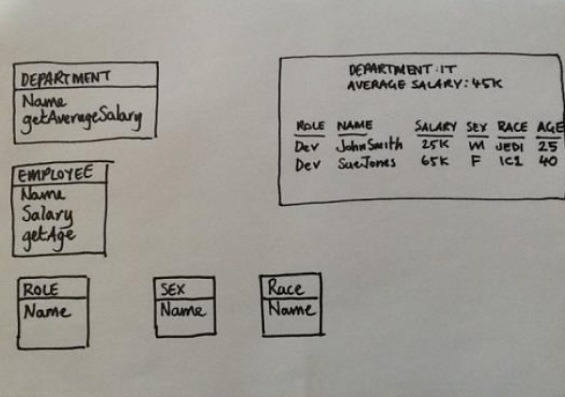 DEPARTMENT
Name
getAverageSalary
EMPLOYEE
Name
Salary
getAge
ROLE
Name
SEX
Name
Race
Name
DEPARTMENT: IT
AVERAGE SALARY: 45K
ROLE NAME SALARY SEX RACE AGE
Dev John Smith 25K M JEDI 25
Dev Sue Jones 65K F IC1 40